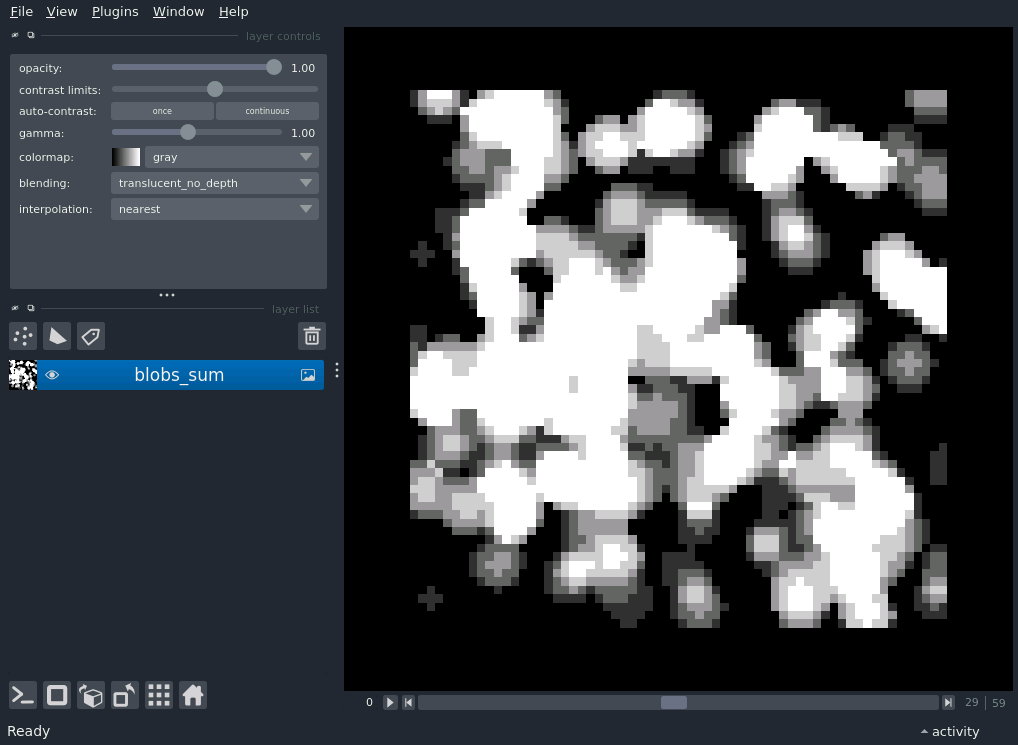 File View Plugins Window Help
layer controls
opacity: 1.00
contrast limits:
auto-contrast: once continuous
gamma: 1.00
colormap: gray
blending: translucent_no_depth
interpolation: nearest
layer list
blobs_sum
0 29 59
Ready activity